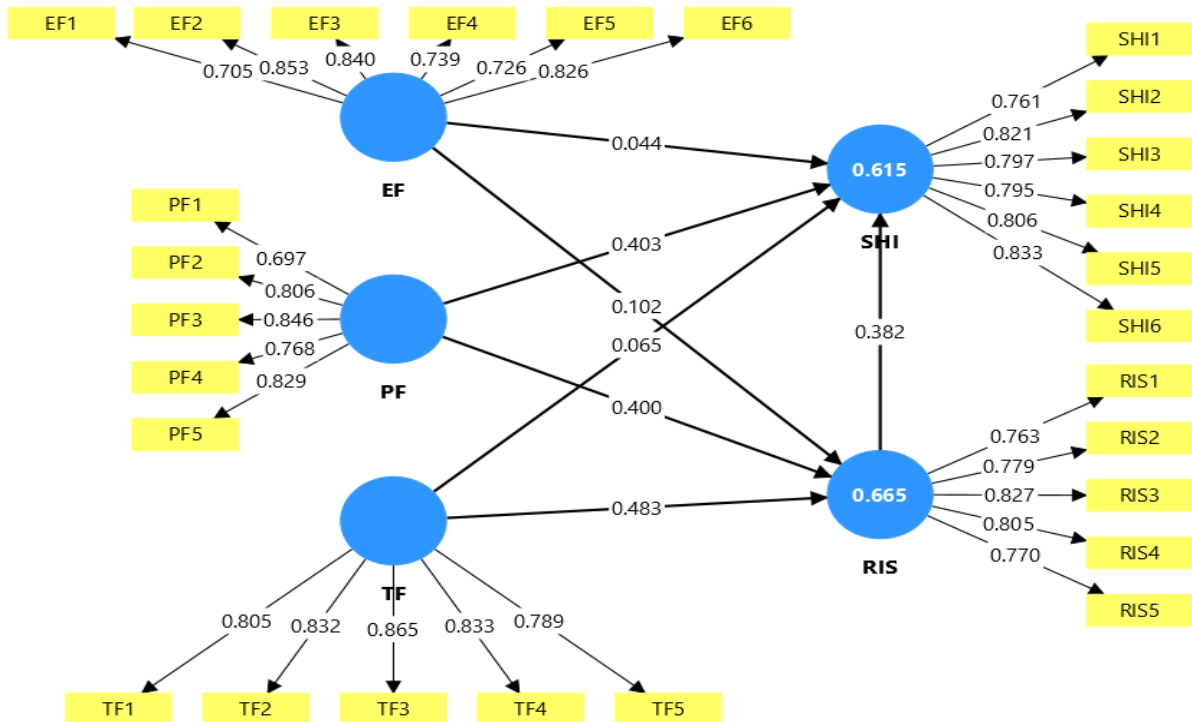 EF1
EF2
EF3
EF4
EF5
EF6
0.705
0.853
0.840
0.739
0.726
0.826
EF
PF1
PF2
PF3
PF4
PF5
0.697
0.806
0.846
0.768
0.829
PF
TF
0.805
0.832
0.865
0.833
0.789
TF1
TF2
TF3
TF4
TF5
0.044
0.403
0.102
0.065
0.400
0.483
0.382
0.615
SHI
0.761
0.821
0.797
0.795
0.806
0.833
SHI1
SHI2
SHI3
SHI4
SHI5
SHI6
0.665
RIS
0.763
0.779
0.827
0.805
0.770
RIS1
RIS2
RIS3
RIS4
RIS5